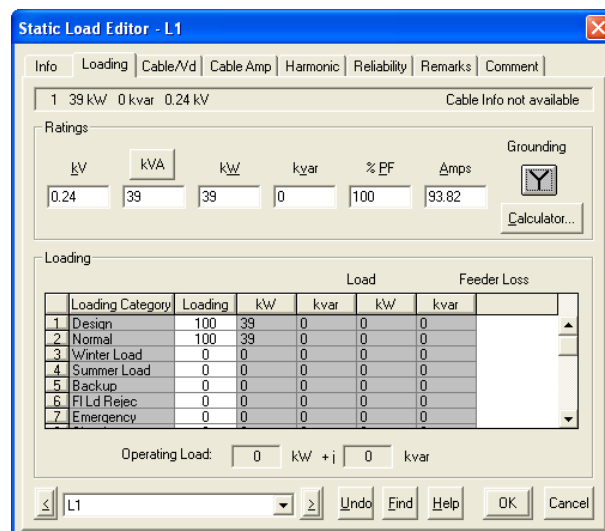 Static Load Editor - L1
Info Loading Cable/Vd Cable Amp Harmonic Reliability Remarks Comment
1 39 kW 0 kvar 0.24 kV Cable Info not available
Ratings
Grounding
kV kVA kW kvar % PF Amps
0.24 39 39 0 100 93.82
Calculator...
Loading
Load Feeder Loss
Loading Category Loading kW kvar kW kvar
1 Design 100 39 0 0 0
2 Normal 100 39 0 0 0
3 Winter Load 0 0 0 0 0
4 Summer Load 0 0 0 0 0
5 Backup 0 0 0 0 0
6 Fl Ld Rejec 0 0 0 0 0
7 Emergency 0 0 0 0 0
Operating Load: 0 kW + j 0 kvar
< L1 > Undo Find Help OK Cancel